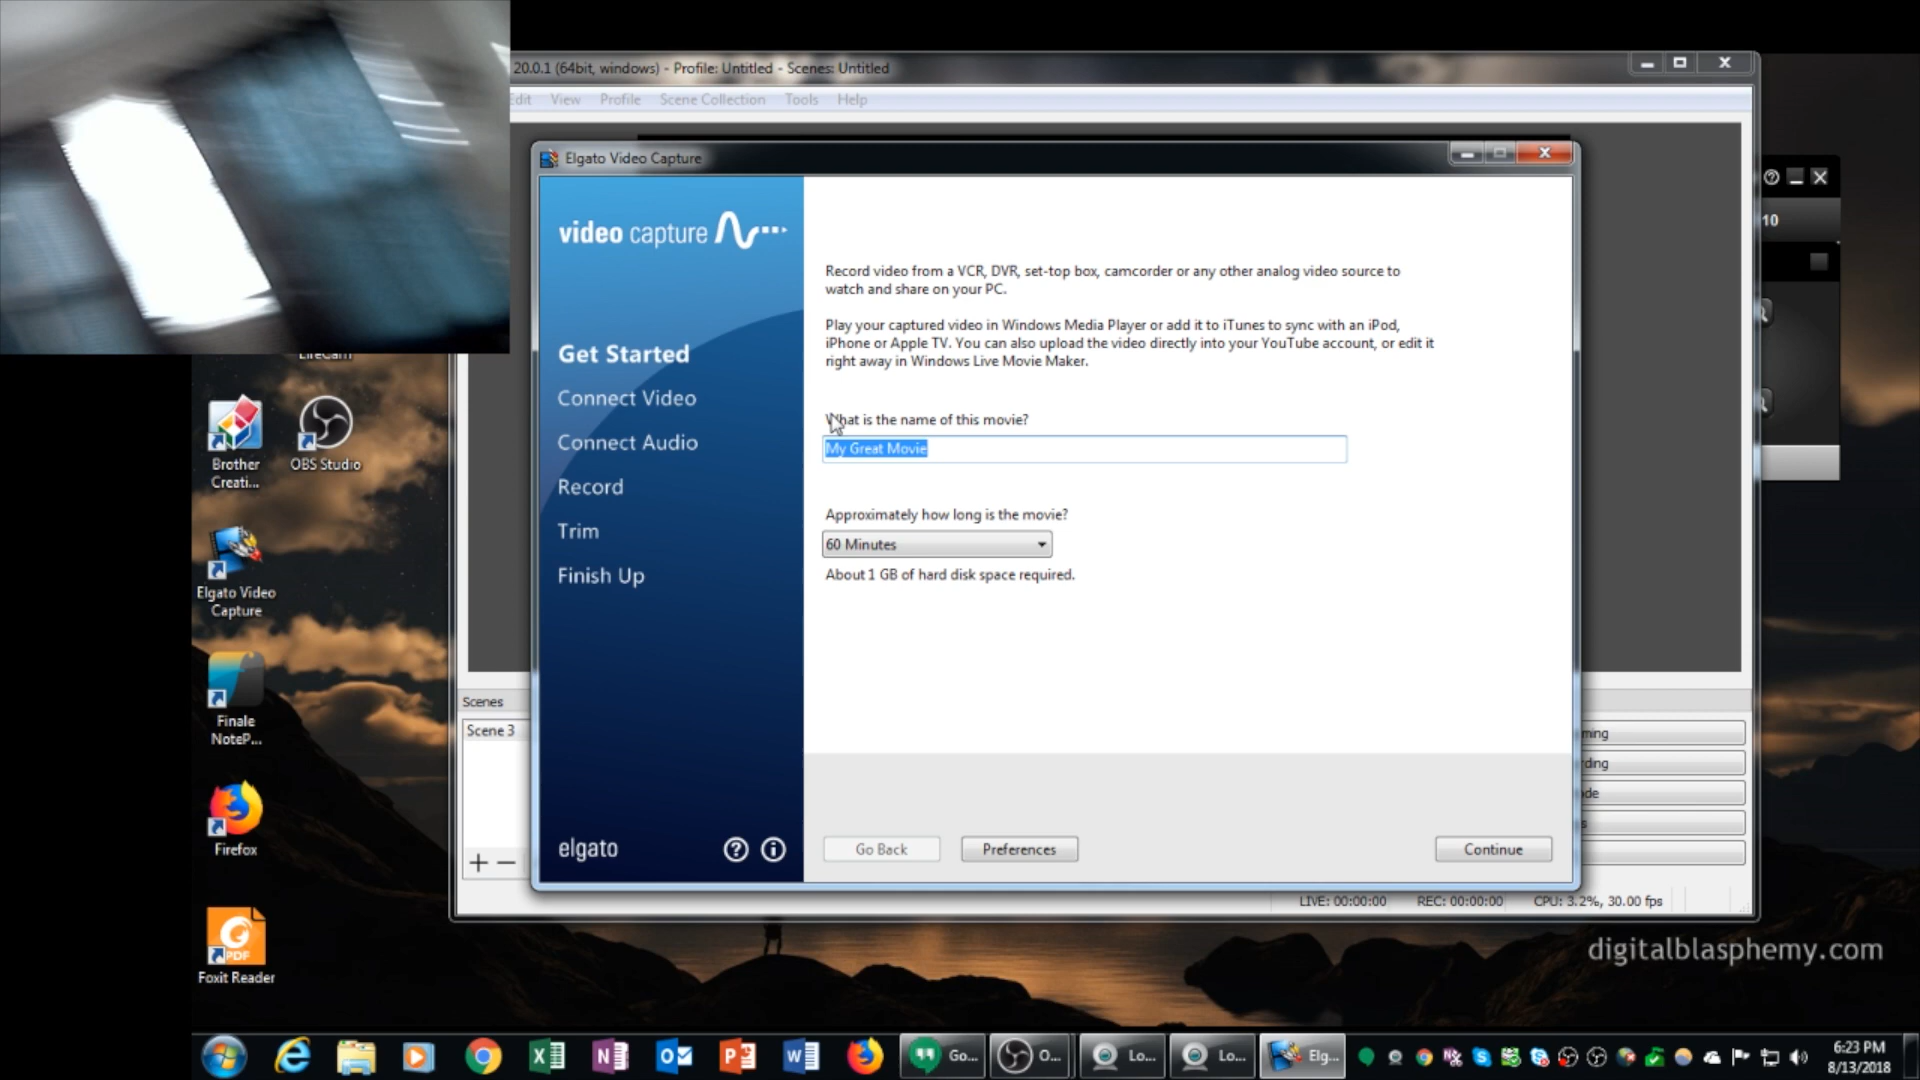 20.0.1 (64bit, windows) - Profile: Untitled - Scenes: Untitled
Edit View Profile Scene Collection Tools Help
Elgato Video Capture
10
video capture
Record video from a VCR, DVR, set-top box, camcorder or any other analog video source to
watch and share on your PC.
Play your captured video in Windows Media Player or add it to iTunes to sync with an iPod,
iPhone or Apple TV. You can also upload the video directly into your YouTube account, or edit it
right away in Windows Live Movie Maker.
Get Started
Connect Video
Connect Audio
Record
Trim
Finish Up
What is the name of this movie?
My Great Movie
Approximately how long is the movie?
60 Minutes
About 1 GB of hard disk space required.
elgato
Go Back
Preferences
Continue
LifeCam
Brother
Creati...
OBS Studio
Elgato Video
Capture
Finale
NoteP...
Firefox
PDF
Foxit Reader
Scenes
Scene 3
ming
rding
ode
s
LIVE: 00:00:00
REC: 00:00:00
CPU: 3.2%, 30.00 fps
digitalblasphemy.com
Go...
O...
Lo...
Lo...
Elg...
6:23 PM
8/13/2018